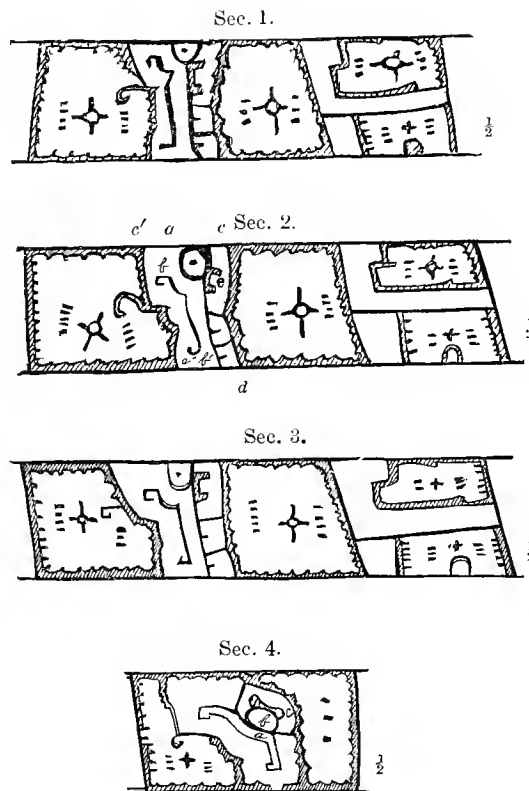 Sec. 1.
½
c′ a c Sec. 2.
b e
a b
d
Sec. 3.
Sec. 4.
b c
a
½